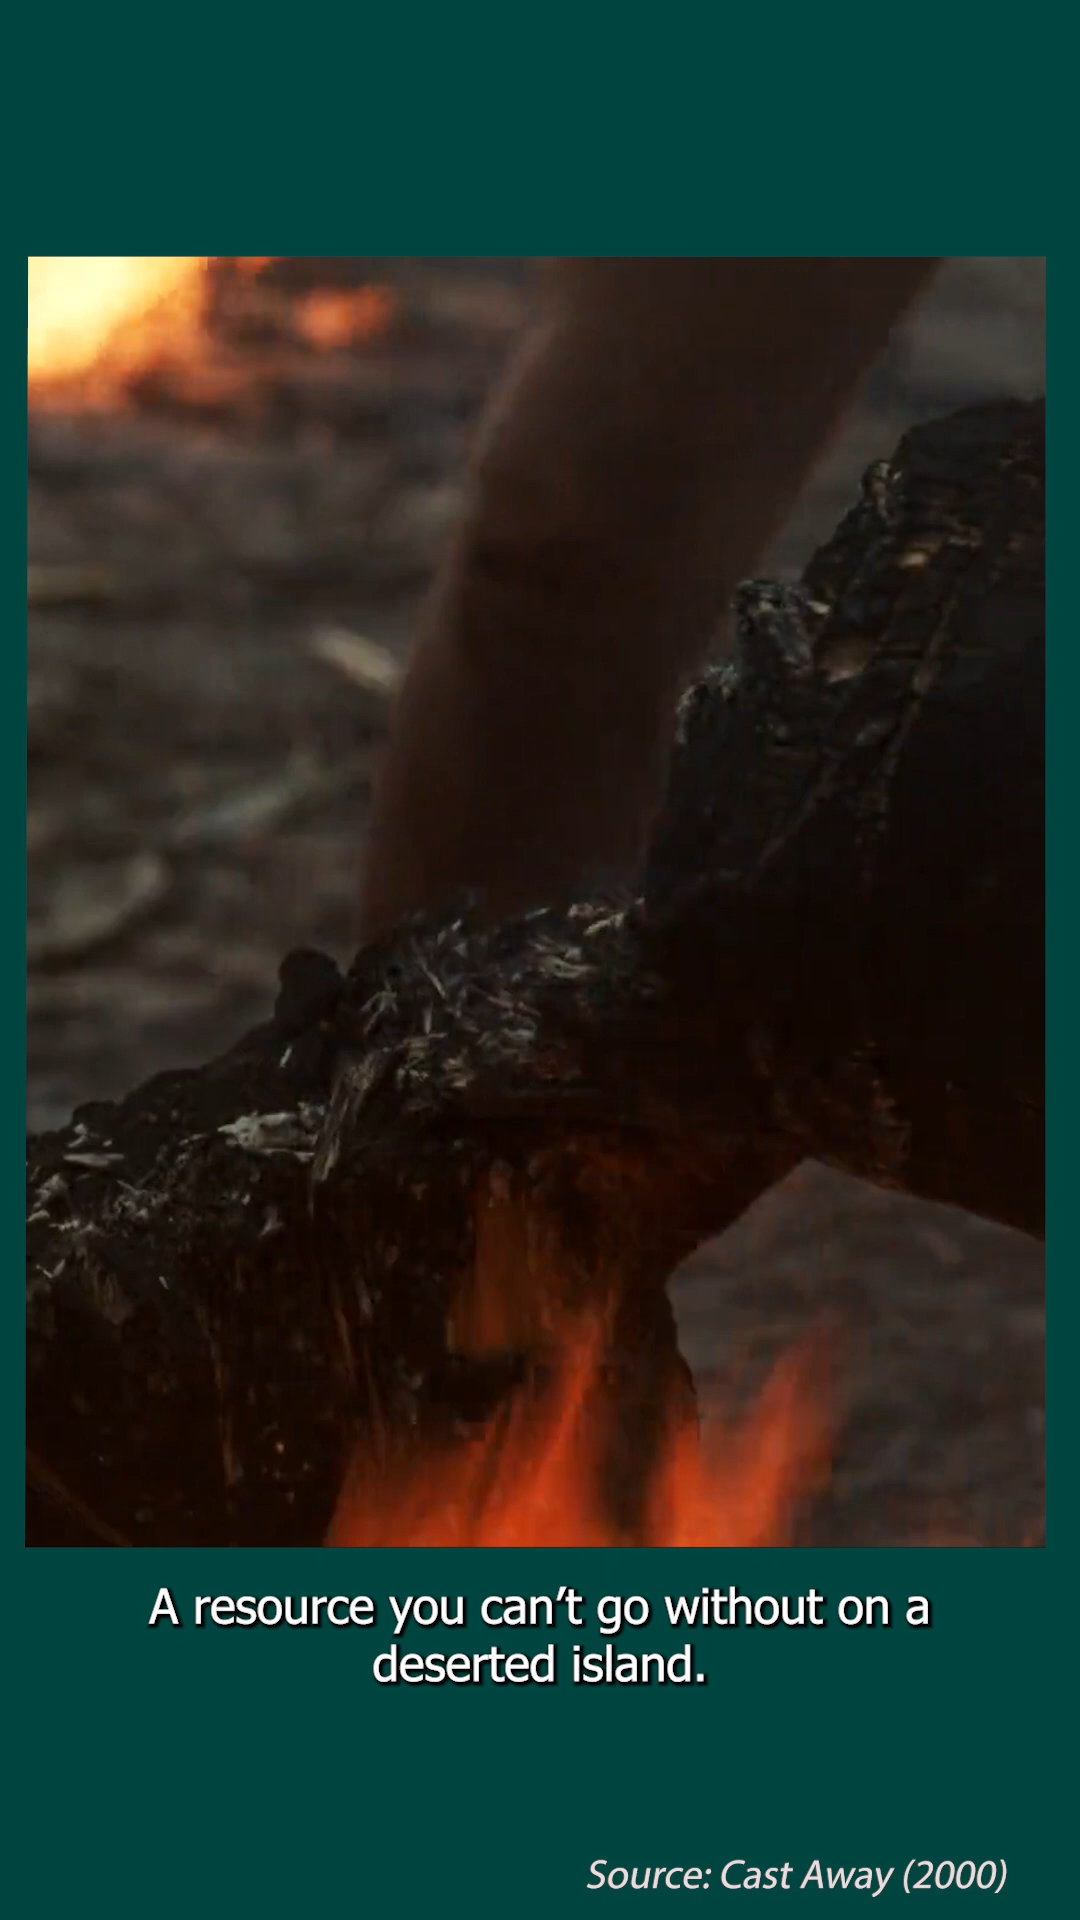 A resource you can’t go without on a
deserted island.
Source: Cast Away (2000)